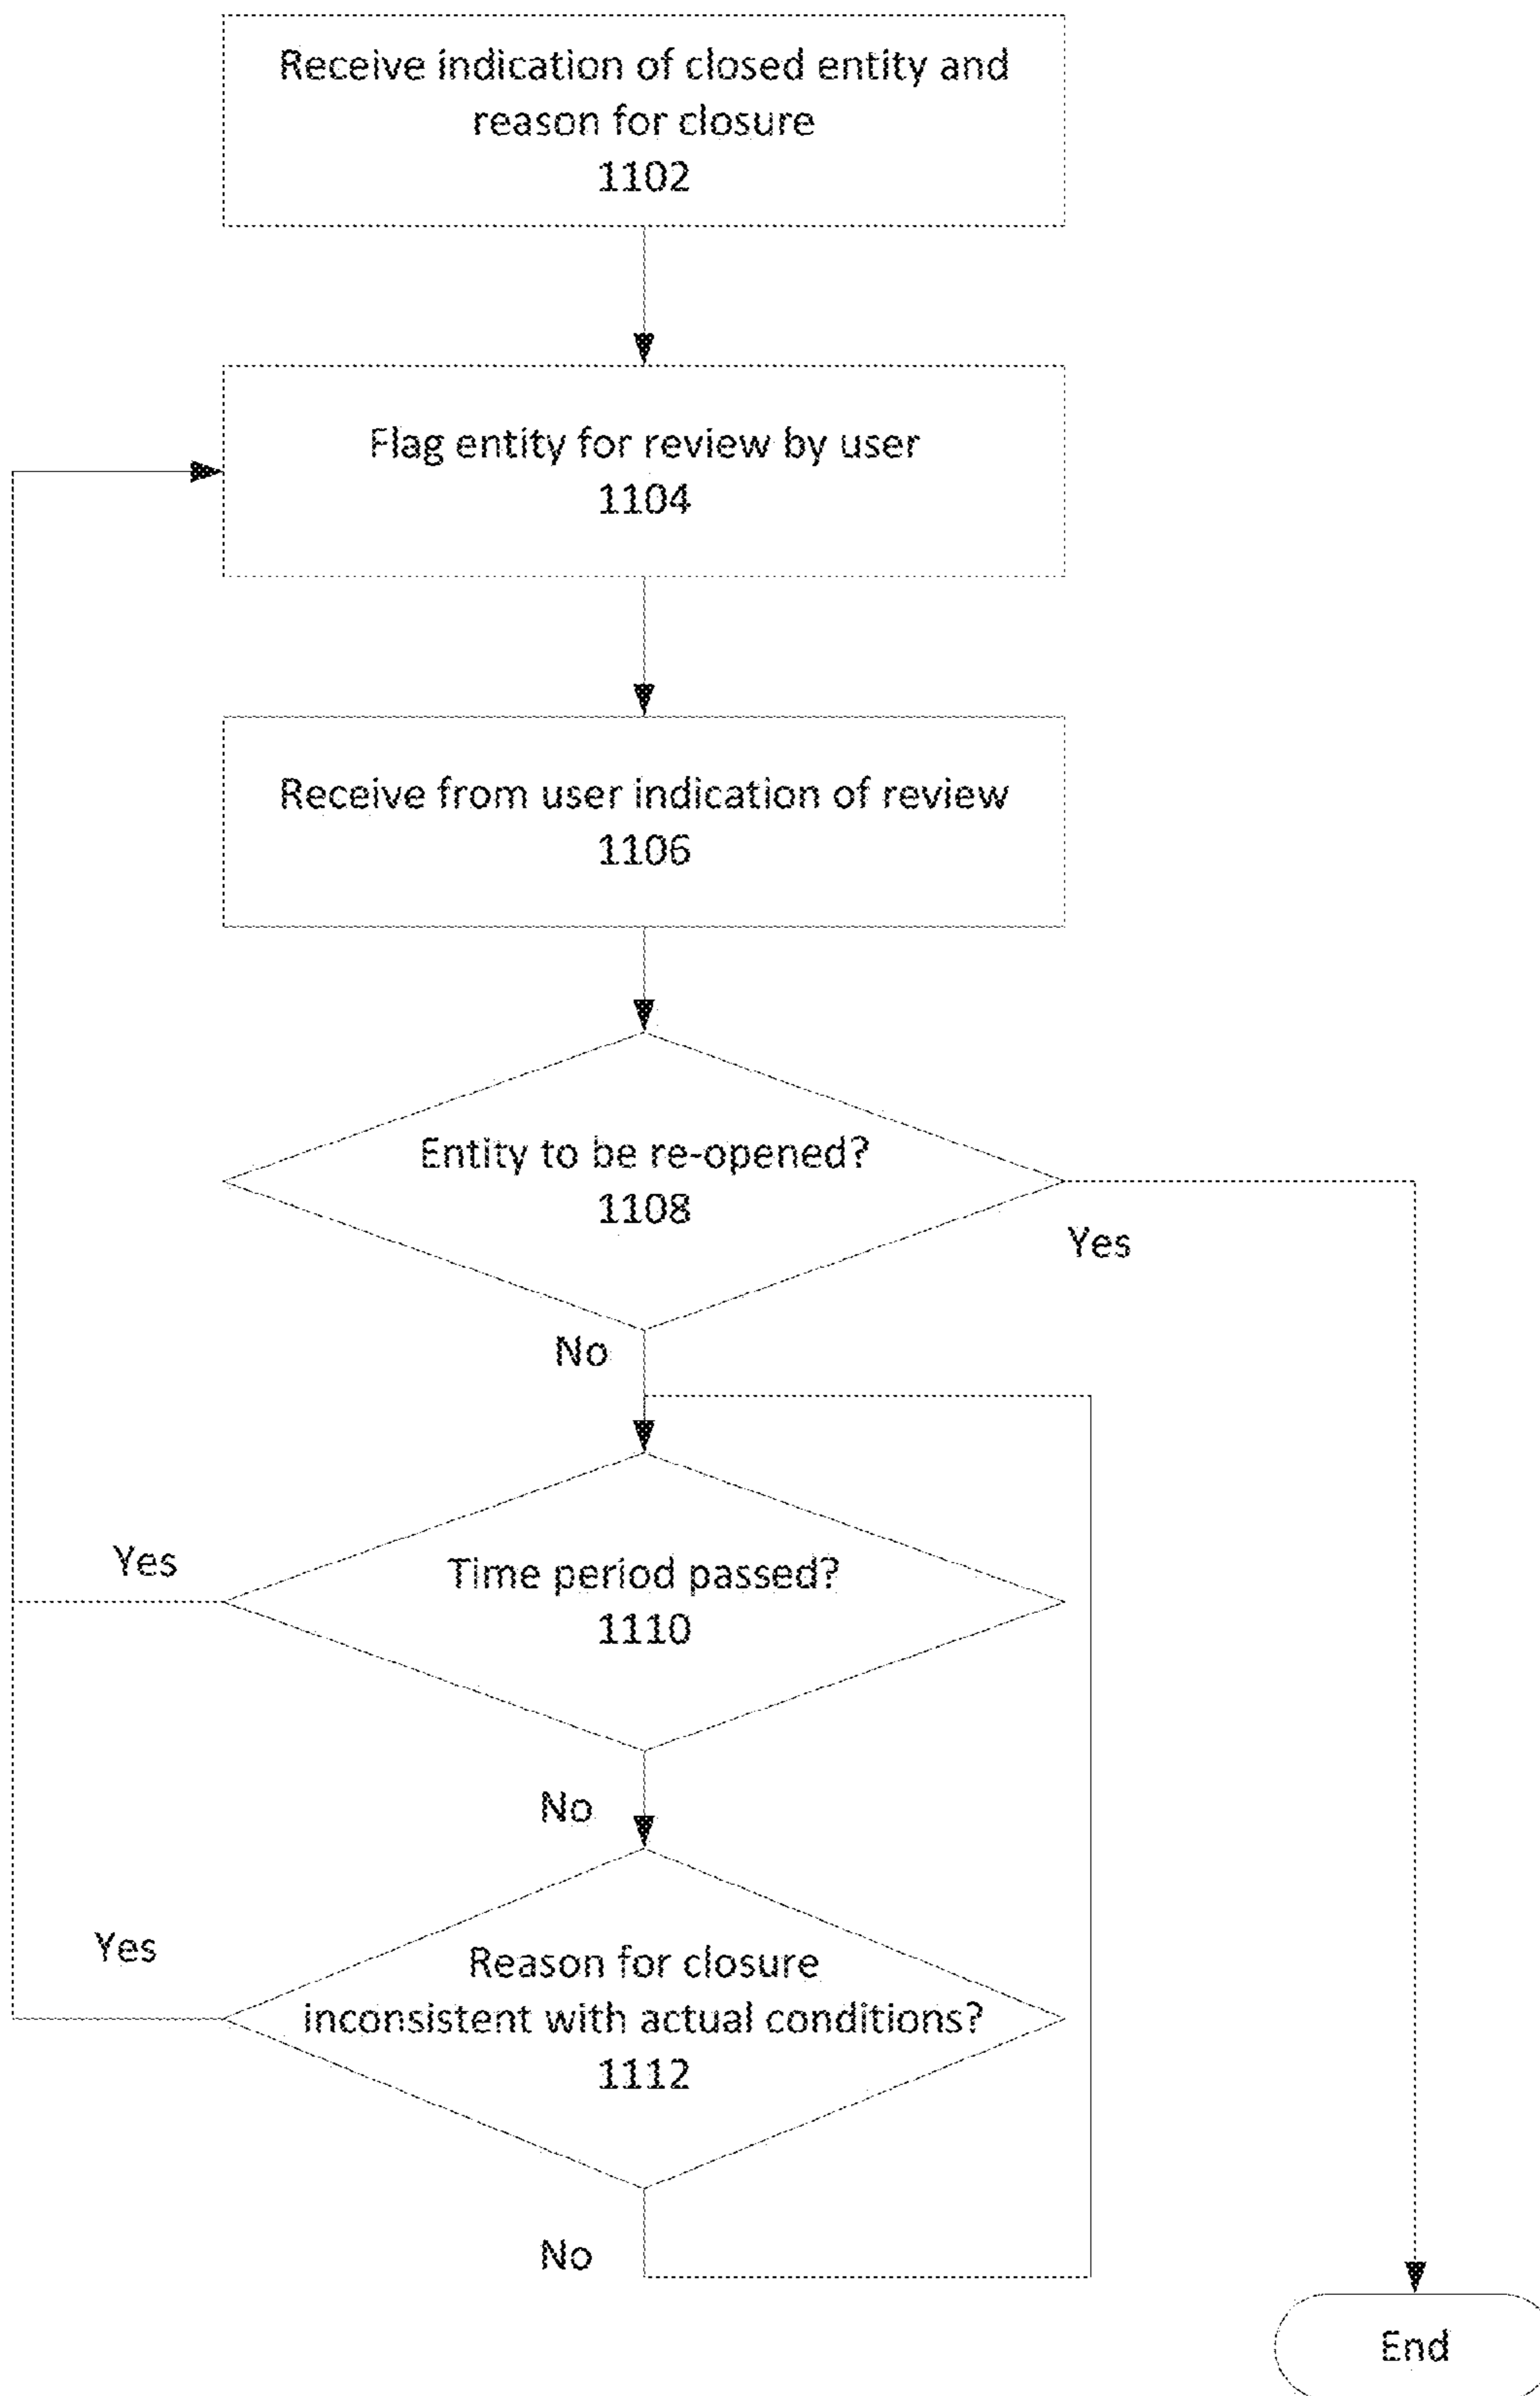 Receive indication of closed entity and
reason for closure
1102
Flag entity for review by user
1104
Receive from user indication of review
1106
Entity to be re-opened?
1108
Yes
No
Yes
Time period passed?
1110
No
Yes
Reason for closure
inconsistent with actual conditions?
1112
No
End